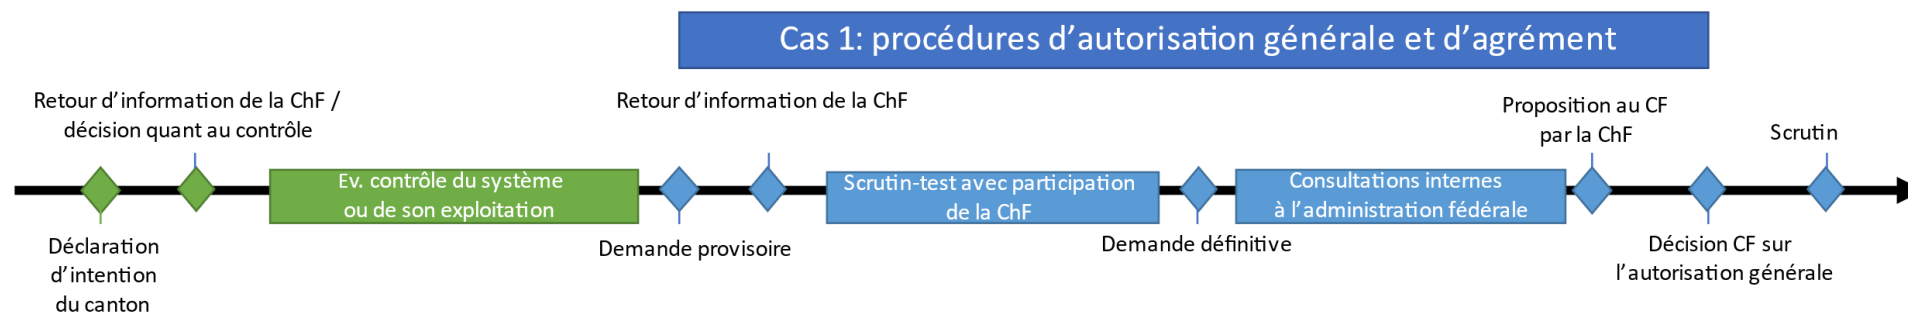 Cas 1: procédures d'autorisation générale et d'agrément
Retour d'information de la ChF /
décision quant au contrôle
Retour d'information de la ChF
Proposition au CF
par la ChF
Scrutin
Ev. contrôle du système
ou de son exploitation
Scrutin-test avec participation
de la ChF
Consultations internes
à l'administration fédérale
Déclaration
d'intention
du canton
Demande provisoire
Demande définitive
Décision CF sur
l'autorisation générale